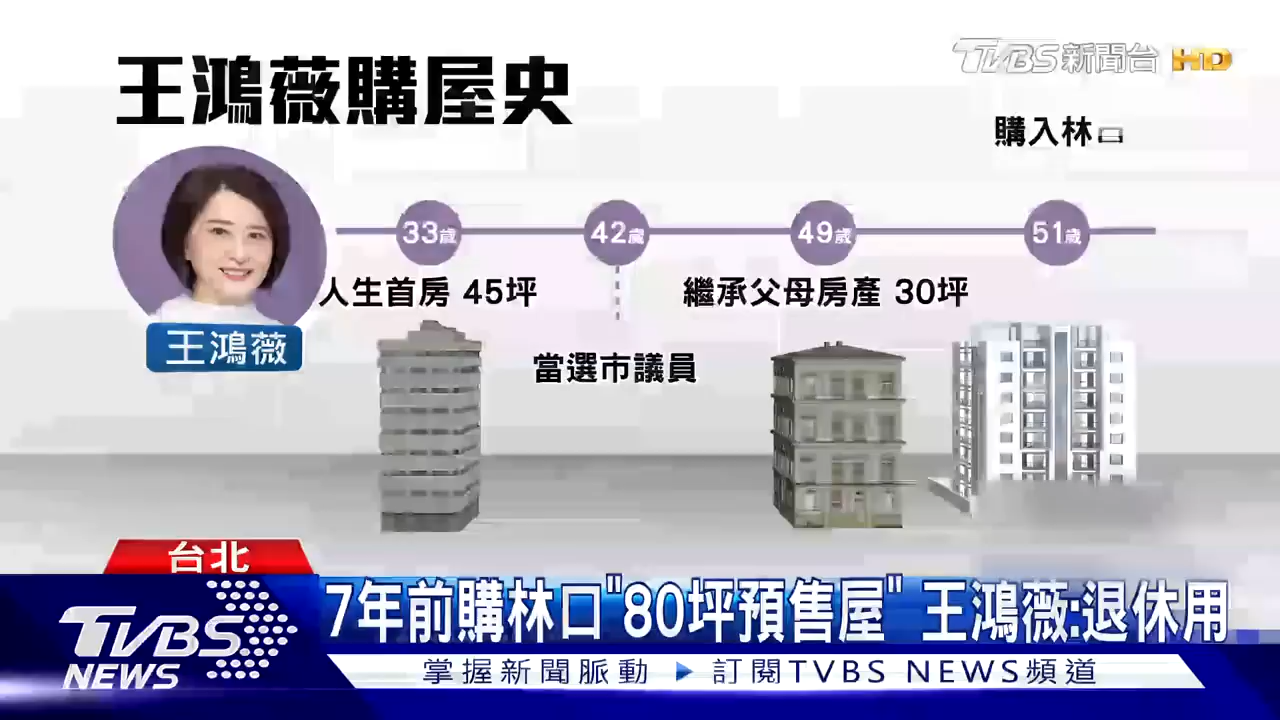 王鴻薇購屋史
TVBS新聞台 HD
購入林口
33歲
42歲
49歲
51歲
人生首房 45坪
繼承父母房產 30坪
當選市議員
王鴻薇
台北
7年前購林口"80坪預售屋" 王鴻薇:退休用
TVBS NEWS
掌握新聞脈動 ▶ 訂閱TVBS NEWS頻道